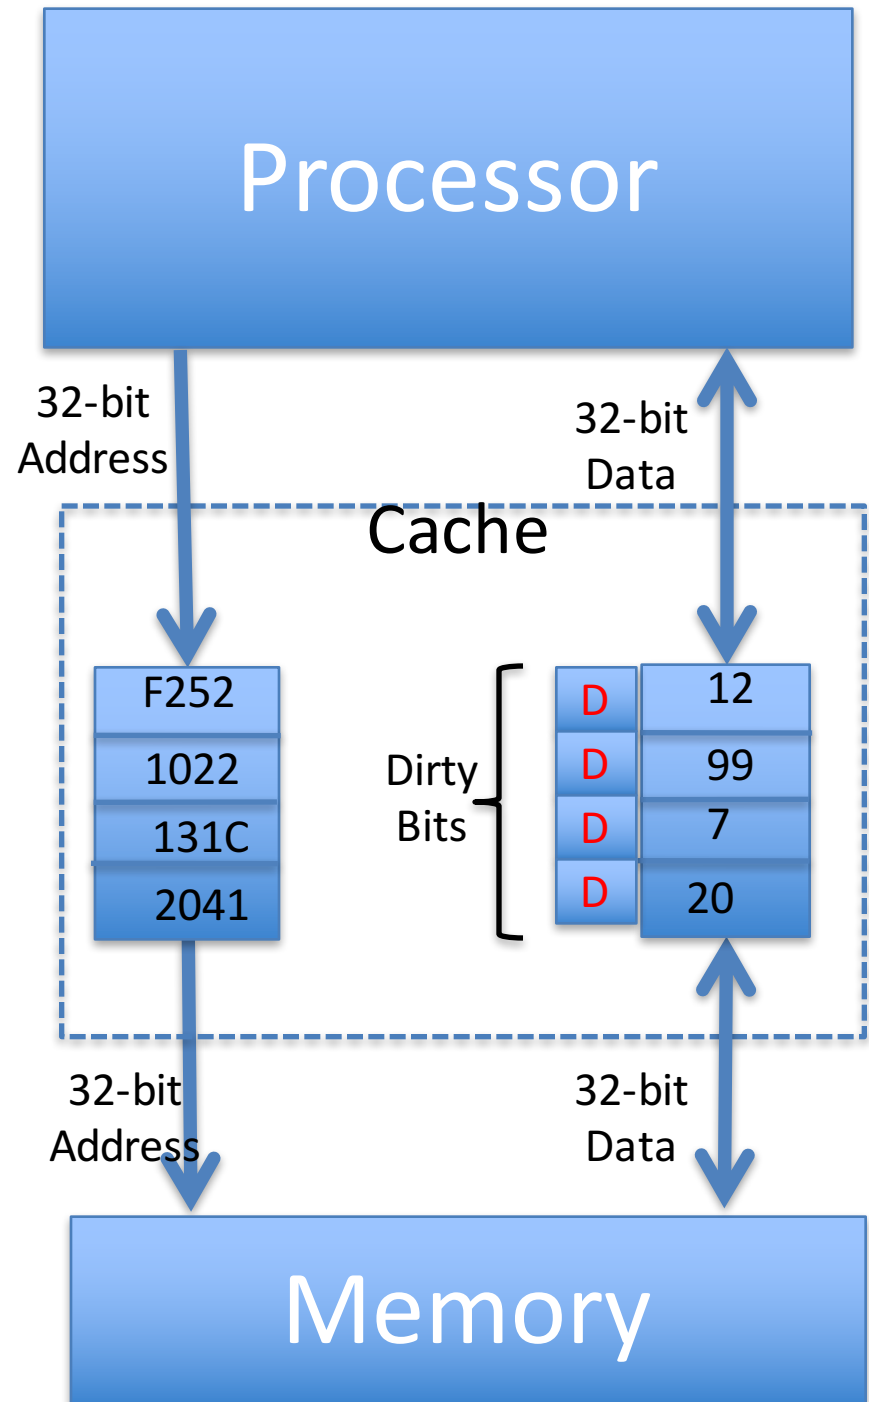 Processor
32-bit
Address
32-bit
Data
Cache
F252
1022
131C
2041
Dirty
Bits
D
D
D
D
12
99
7
20
32-bit
Address
32-bit
Data
Memory